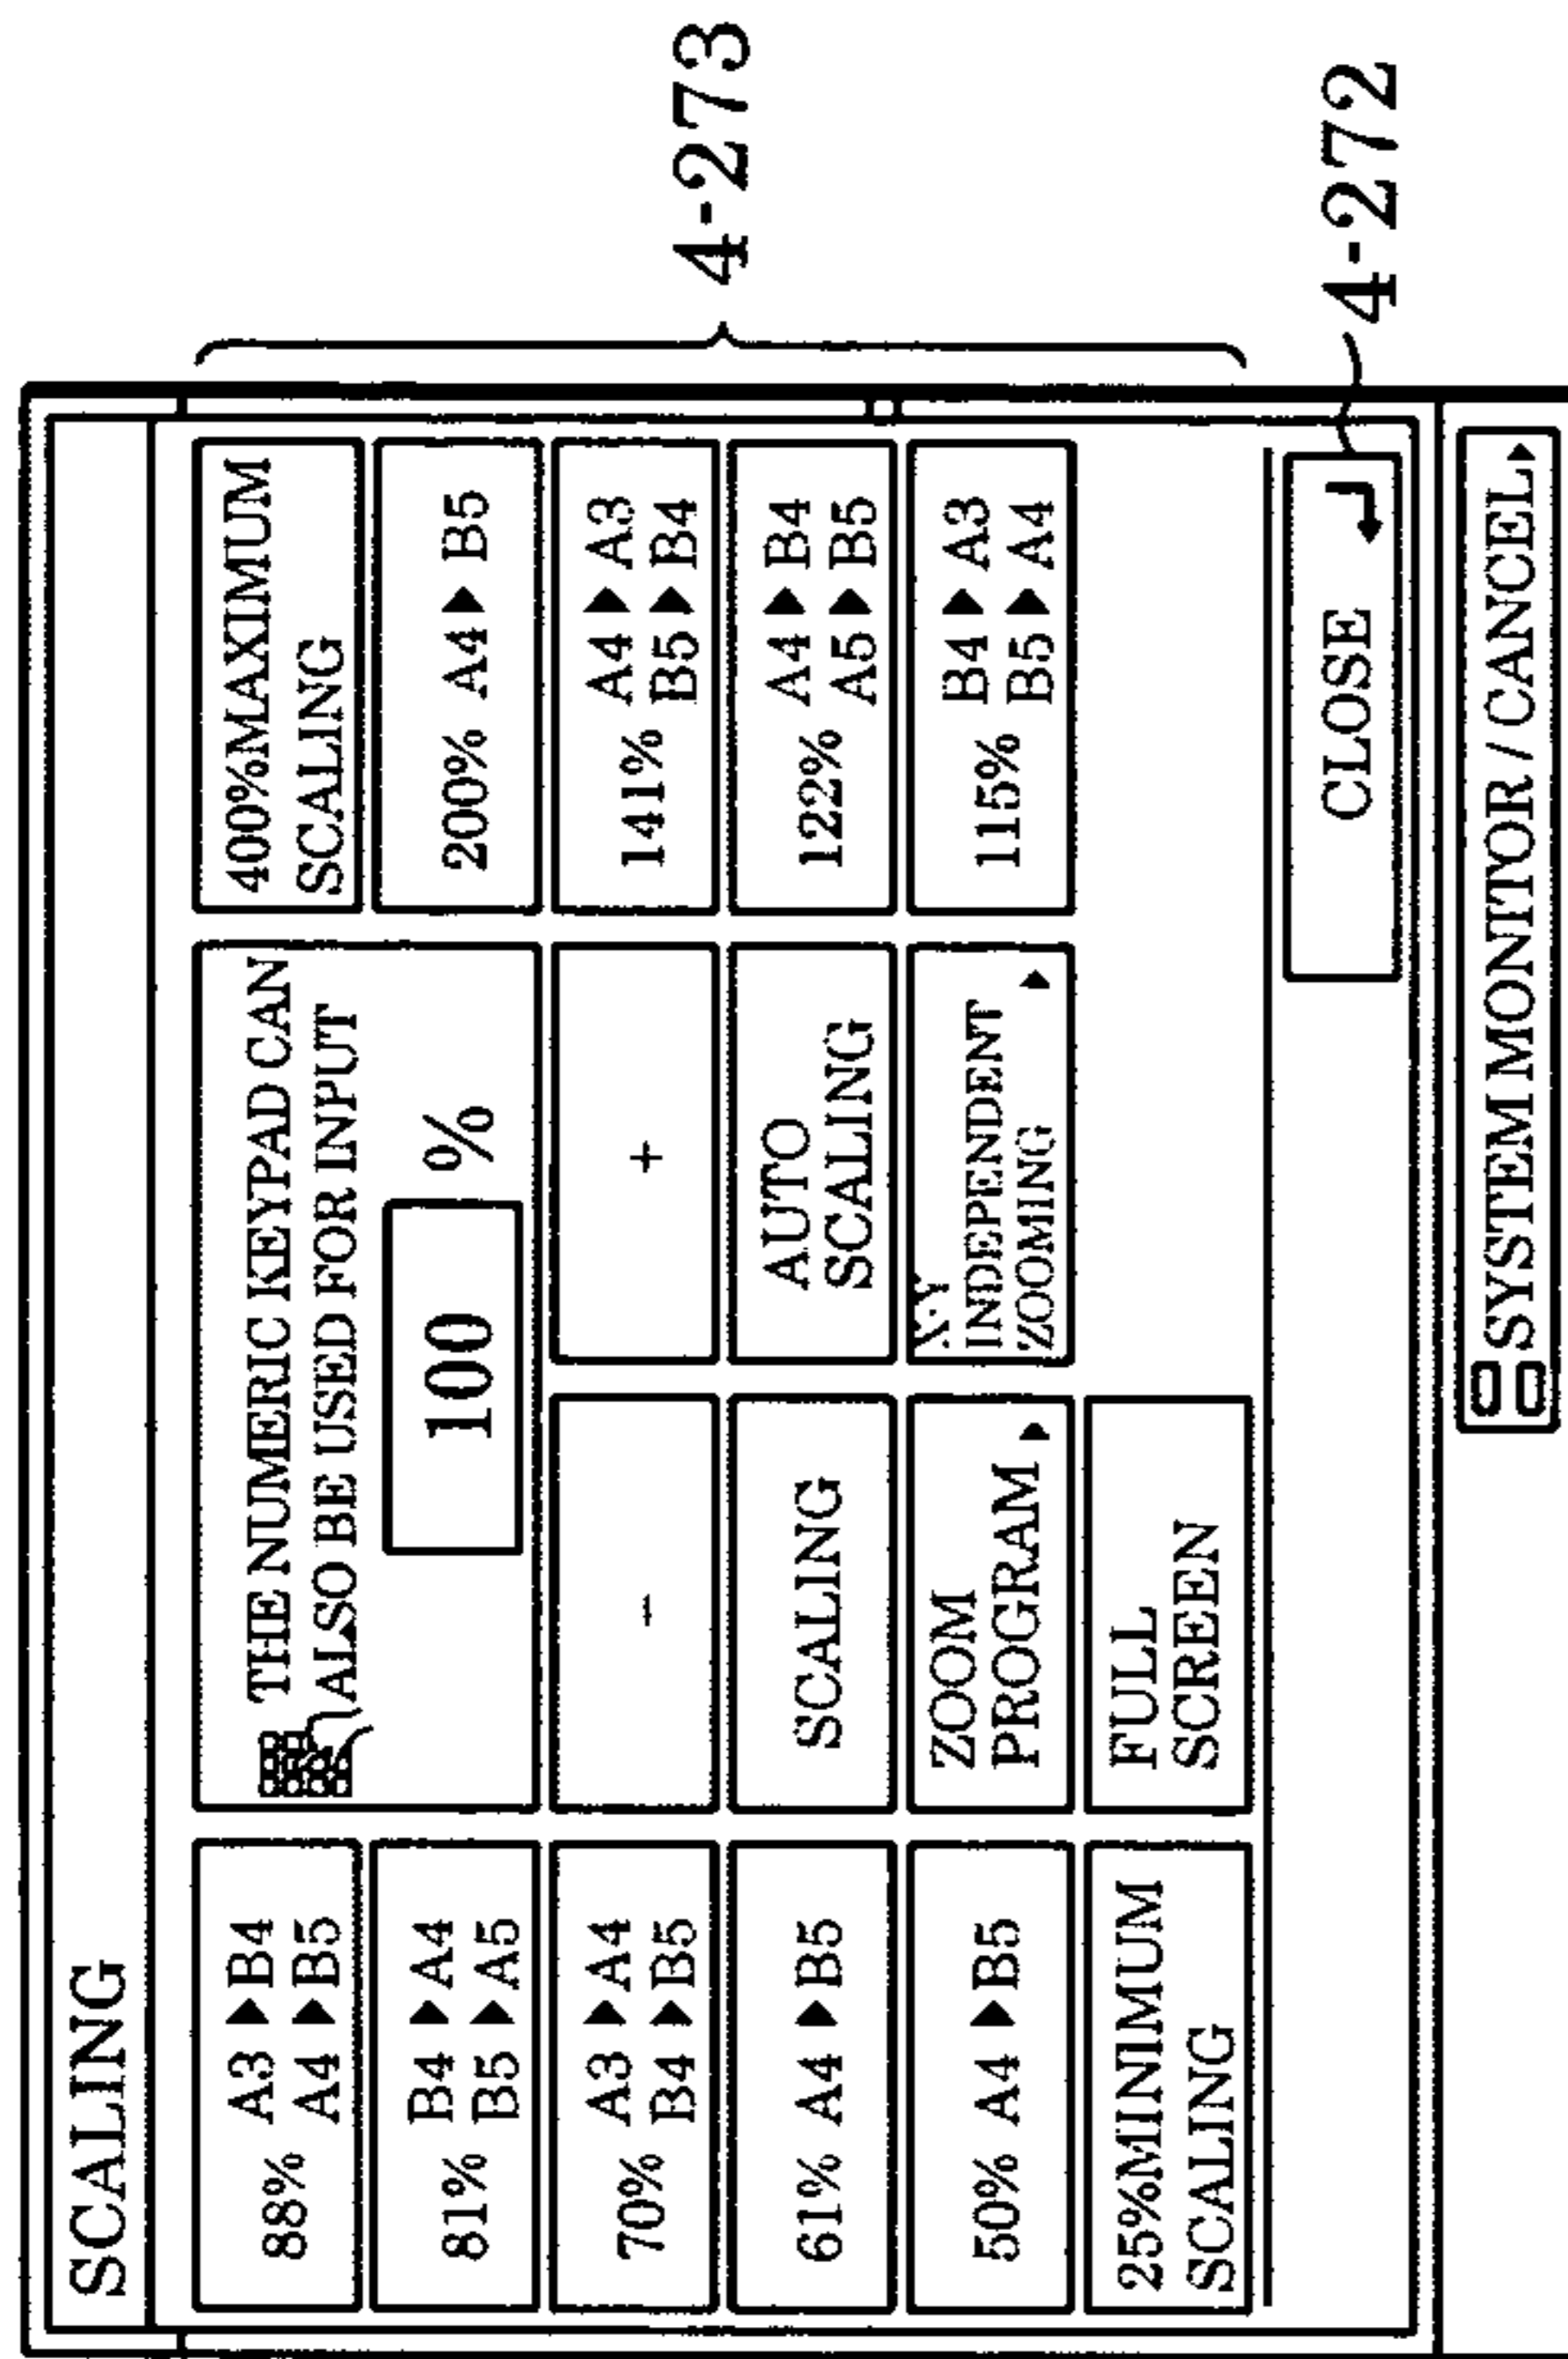 SCALING
88% A3 ▶ B4
A4 ▶ B5
81% B4 ▶ A4
B5 ▶ A5
70% A3 ▶ A4
B4 ▶ B5
61% A4 ▶ B5
50% A4 ▶ B5
25%MINIMUM
SCALING
THE NUMERIC KEYPAD CAN
ALSO BE USED FOR INPUT
100 %
-
+
SCALING
AUTO
SCALING
ZOOM
PROGRAM ▶
X-Y
INDEPENDENT
ZOOMING ▶
FULL
SCREEN
400%MAXIMUM
SCALING
200% A4 ▶ B5
141% A4 ▶ A3
B5 ▶ B4
122% A4 ▶ B4
A5 ▶ B5
115% B4 ▶ A3
B5 ▶ A4
CLOSE
SYSTEM MONITOR / CANCEL ▶
4-273
4-272